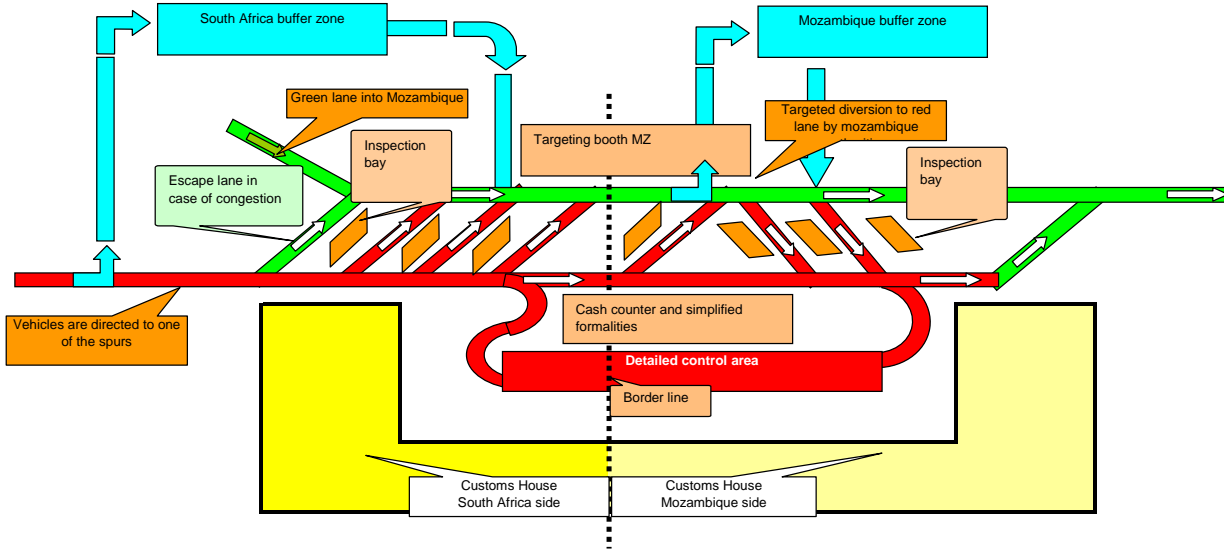 South Africa buffer zone
Mozambique buffer zone
Green lane into Mozambique
Inspection
bay
Targeting booth MZ
Targeted diversion to red
lane by mozambique
Inspection
bay
Escape lane in
case of congestion
Vehicles are directed to one
of the spurs
Cash counter and simplified
formalities
Detailed control area
Border line
Customs House
South Africa side
Customs House
Mozambique side